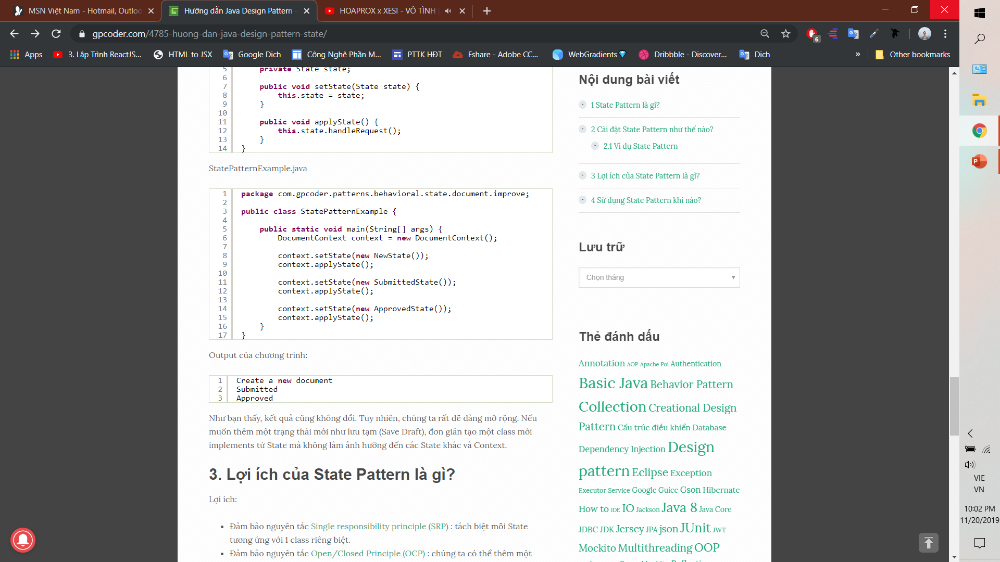 MSN Việt Nam - Hotmail, Outloo
Hướng dẫn Java Design Pattern -
HOAPROX x XESI - VÔ TÌNH
gpcoder.com/4785-huong-dan-java-design-pattern-state/
6
Apps
3. Lập Trình ReactJS...
HTML to JSX
Google Dịch
Công Nghệ Phần M...
PTTK HĐT
Fshare - Adobe CC...
WebGradients
Dribbble - Discover...
Dịch
»
Other bookmarks
5 private State state;
6
7 public void setState(State state) {
8 this.state = state;
9 }
10
11 public void applyState() {
12 this.state.handleRequest();
13 }
14 }
StatePatternExample.java
1 package com.gpcoder.patterns.behavioral.state.document.improve;
2
3 public class StatePatternExample {
4
5 public static void main(String[] args) {
6 DocumentContext context = new DocumentContext();
7
8 context.setState(new NewState());
9 context.applyState();
10
11 context.setState(new SubmittedState());
12 context.applyState();
13
14 context.setState(new ApprovedState());
15 context.applyState();
16 }
17 }
Output của chương trình:
1 Create a new document
2 Submitted
3 Approved
Như bạn thấy, kết quả cũng không đổi. Tuy nhiên, chúng ta rất dễ dàng mở rộng. Nếu
muốn thêm một trạng thái mới như lưu tạm (Save Draft), đơn giản tạo một class mới
implements từ State mà không làm ảnh hưởng đến các State khác và Context.
3. Lợi ích của State Pattern là gì?
Lợi ích:
Đảm bảo nguyên tắc Single responsibility principle (SRP) : tách biệt mỗi State
tương ứng với 1 class riêng biệt.
Đảm bảo nguyên tắc Open/Closed Principle (OCP) : chúng ta có thể thêm một
Nội dung bài viết
1 State Pattern là gì?
2 Cài đặt State Pattern như thế nào?
2.1 Ví dụ State Pattern
3 Lợi ích của State Pattern là gì?
4 Sử dụng State Pattern khi nào?
Lưu trữ
Chọn tháng
Thẻ đánh dấu
Annotation AOP Apache Poi Authentication
Basic Java Behavior Pattern
Collection Creational Design
Pattern Cấu trúc điều khiển Database
Dependency Injection Design
pattern Eclipse Exception
Executor Service Google Guice Gson Hibernate
How to IDE IO Jackson Java 8 Java Core
JDBC JDK Jersey JPA json JUnit JWT
Mockito Multithreading OOP
VIE
VN
10:02 PM
11/20/2019